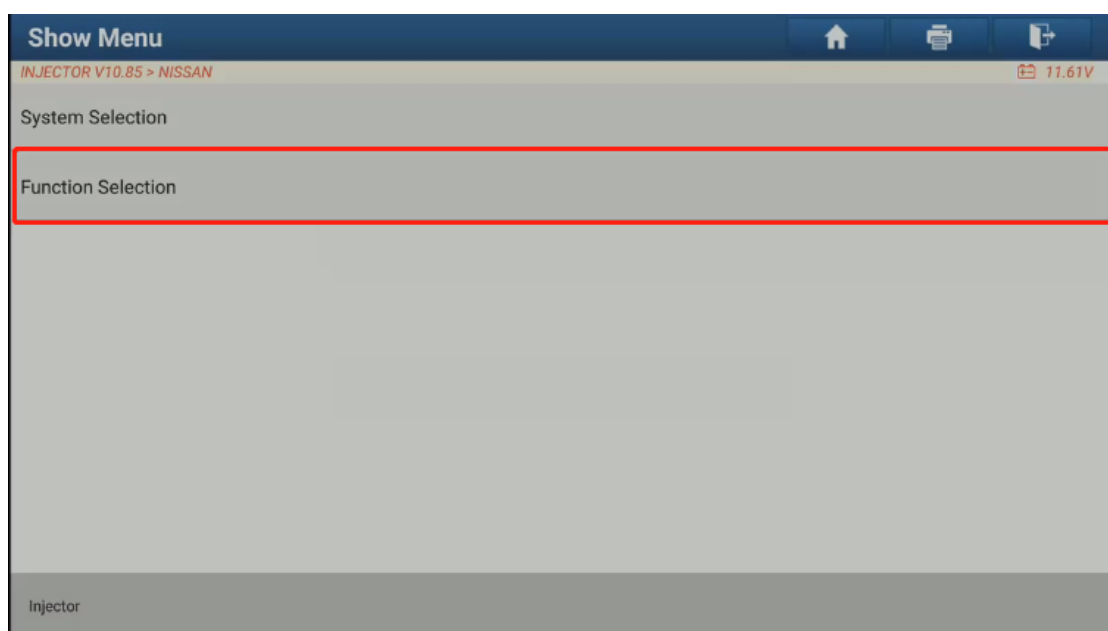 Show Menu
INJECTOR V10.85 > NISSAN
11.61V
System Selection
Function Selection
Injector